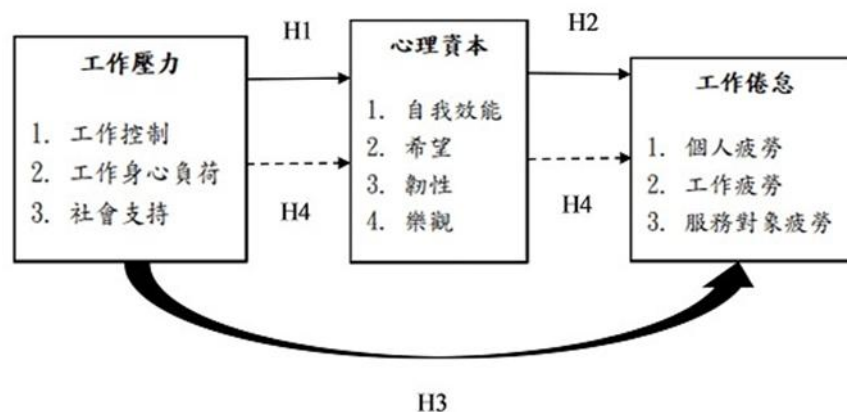 H1
H2
工作壓力
1. 工作控制
2. 工作身心負荷
3. 社會支持
心理資本
1. 自我效能
2. 希望
3. 韌性
4. 樂觀
工作倦怠
1. 個人疲勞
2. 工作疲勞
3. 服務對象疲勞
H4
H4
H3